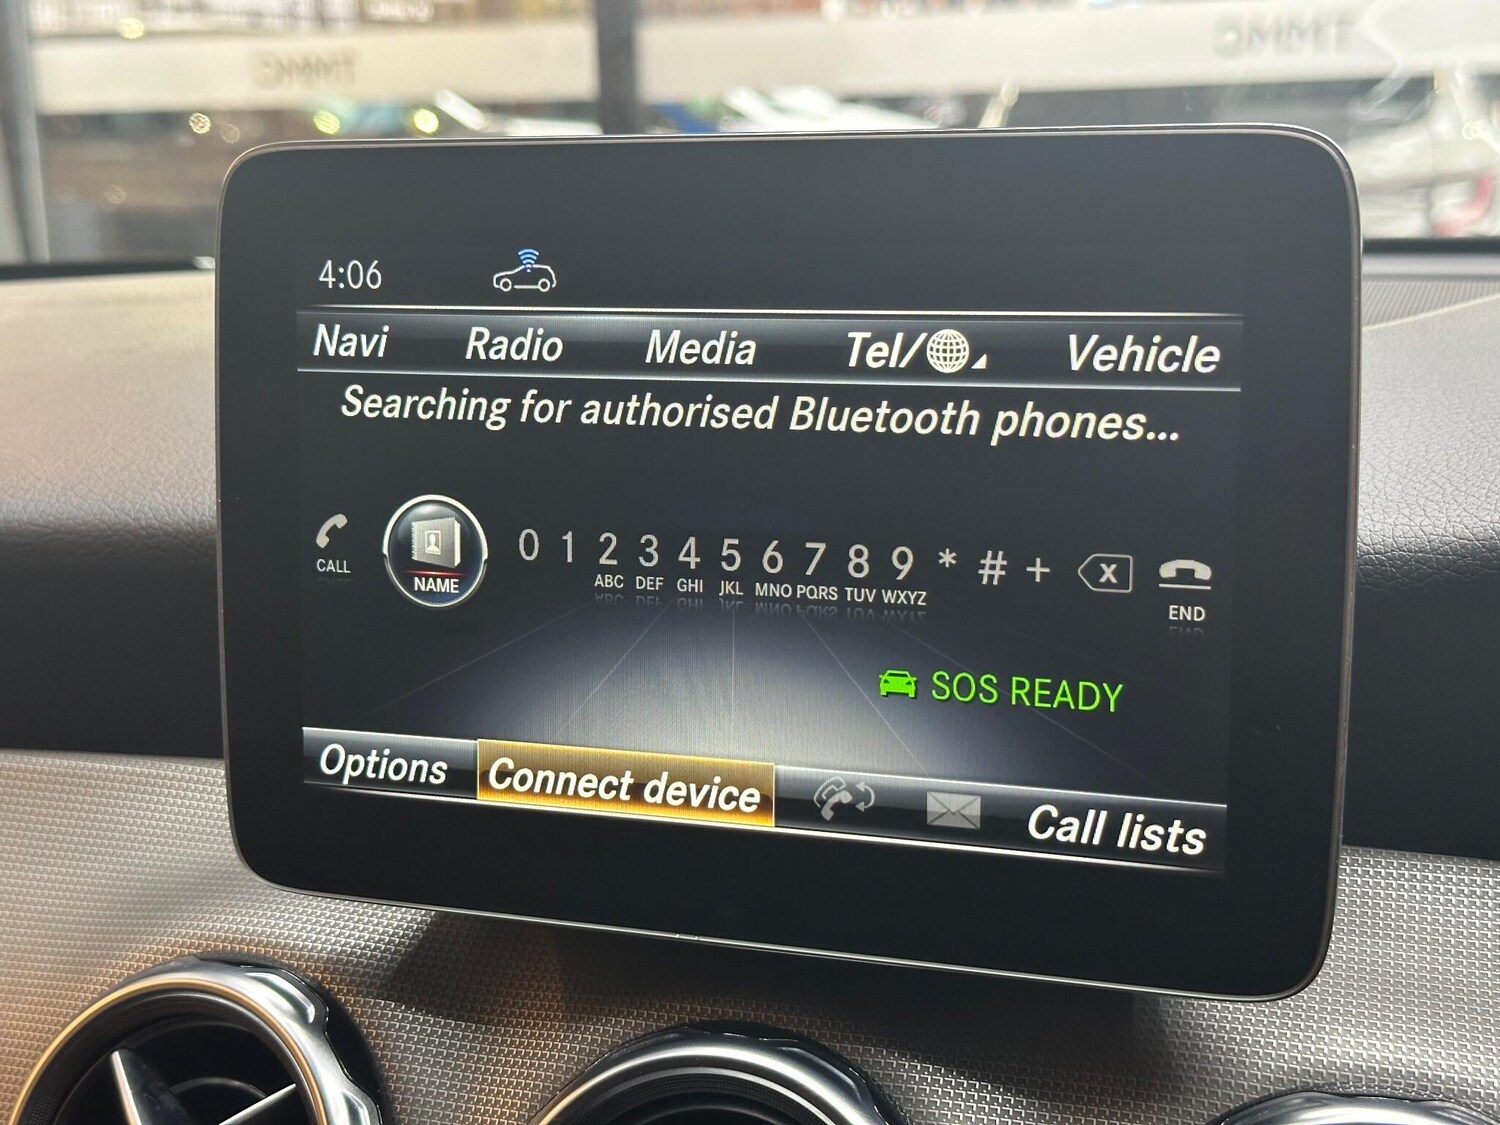 4:06
Navi Radio Media Tel/ Vehicle
Searching for authorised Bluetooth phones...
0 1 2 3 4 5 6 7 8 9 * # + X
CALL NAME ABC DEF GHI JKL MNO PQRS TUV WXYZ END
SOS READY
Options Connect device Call lists